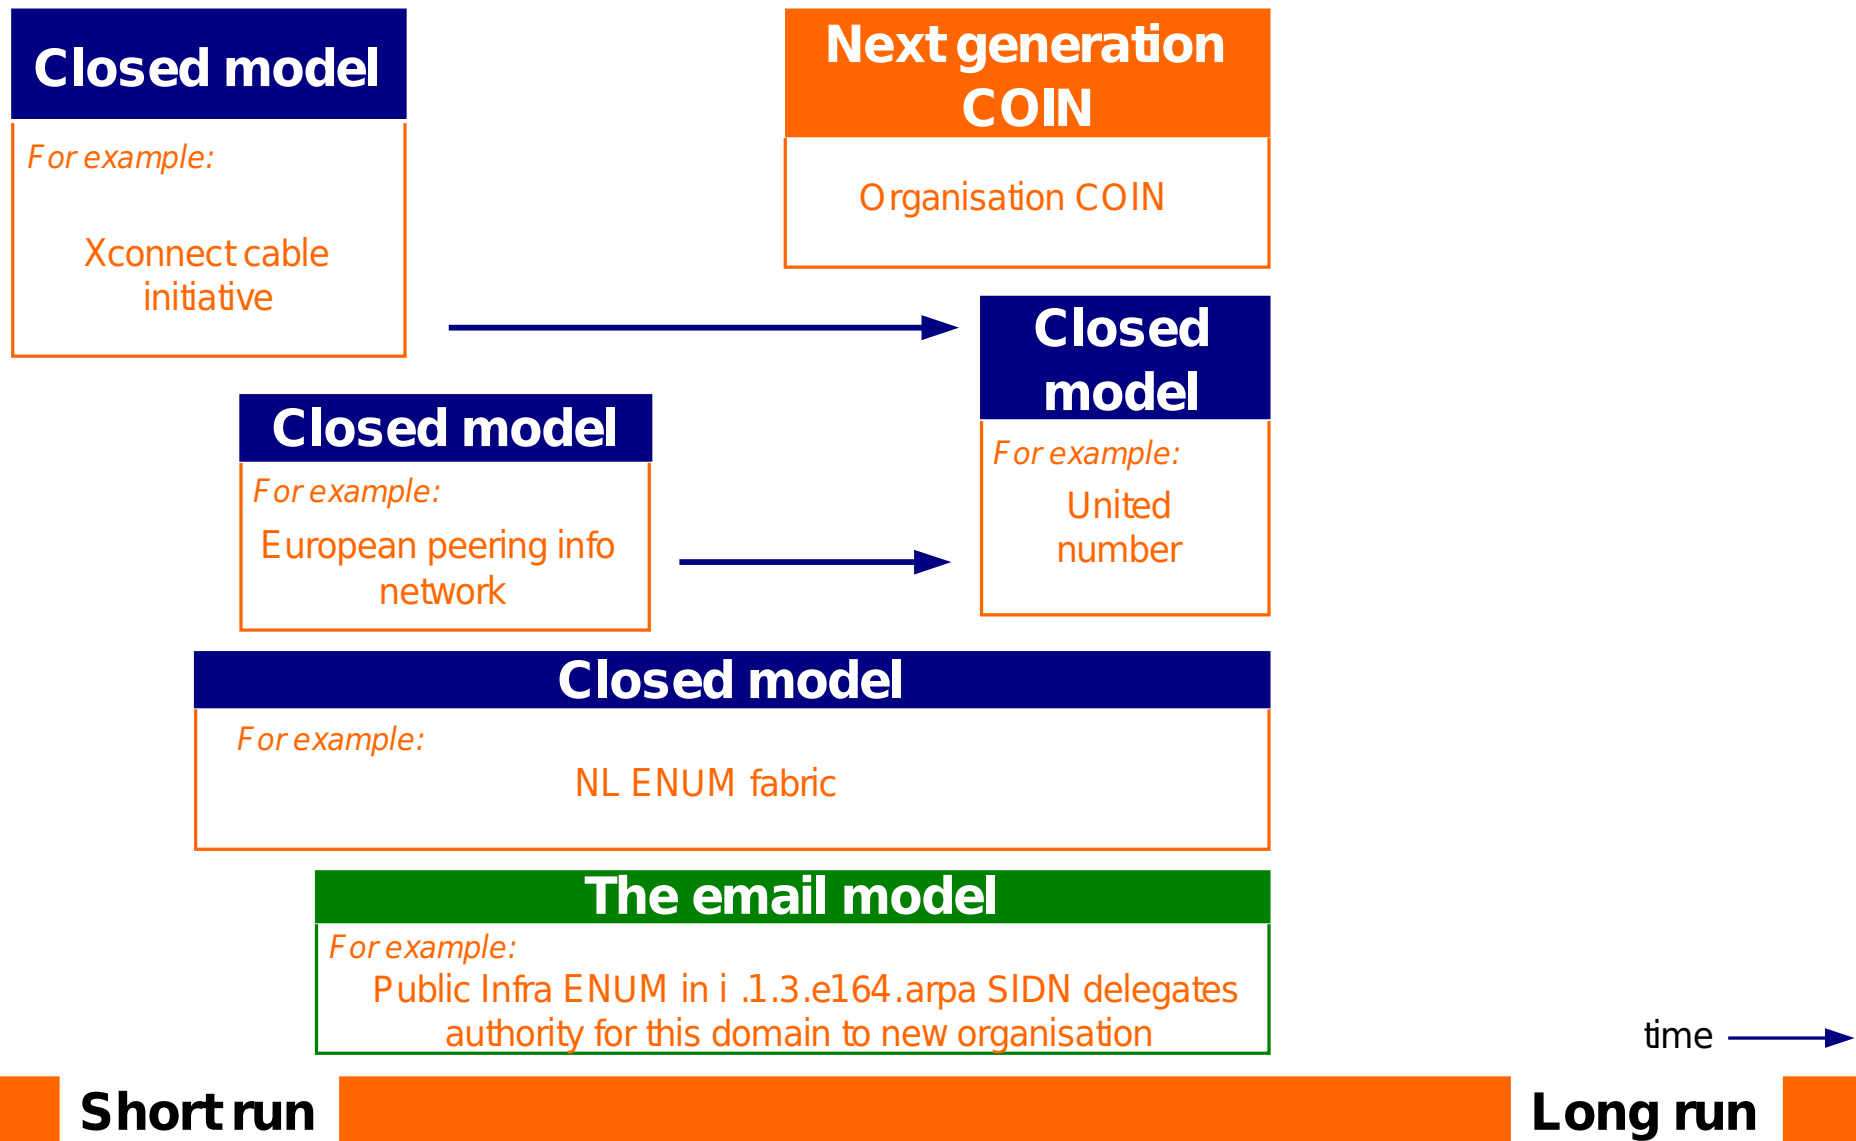 Closed model
For example:
Xconnect cable
initiative
Next generation
COIN
Organisation COIN
Closed
model
For example:
United
number
Closed model
For example:
European peering info
network
Closed model
For example:
NL ENUM fabric
The email model
For example:
Public Infra ENUM in i .1.3.e164.arpa SIDN delegates
authority for this domain to new organisation
time
Short run
Long run